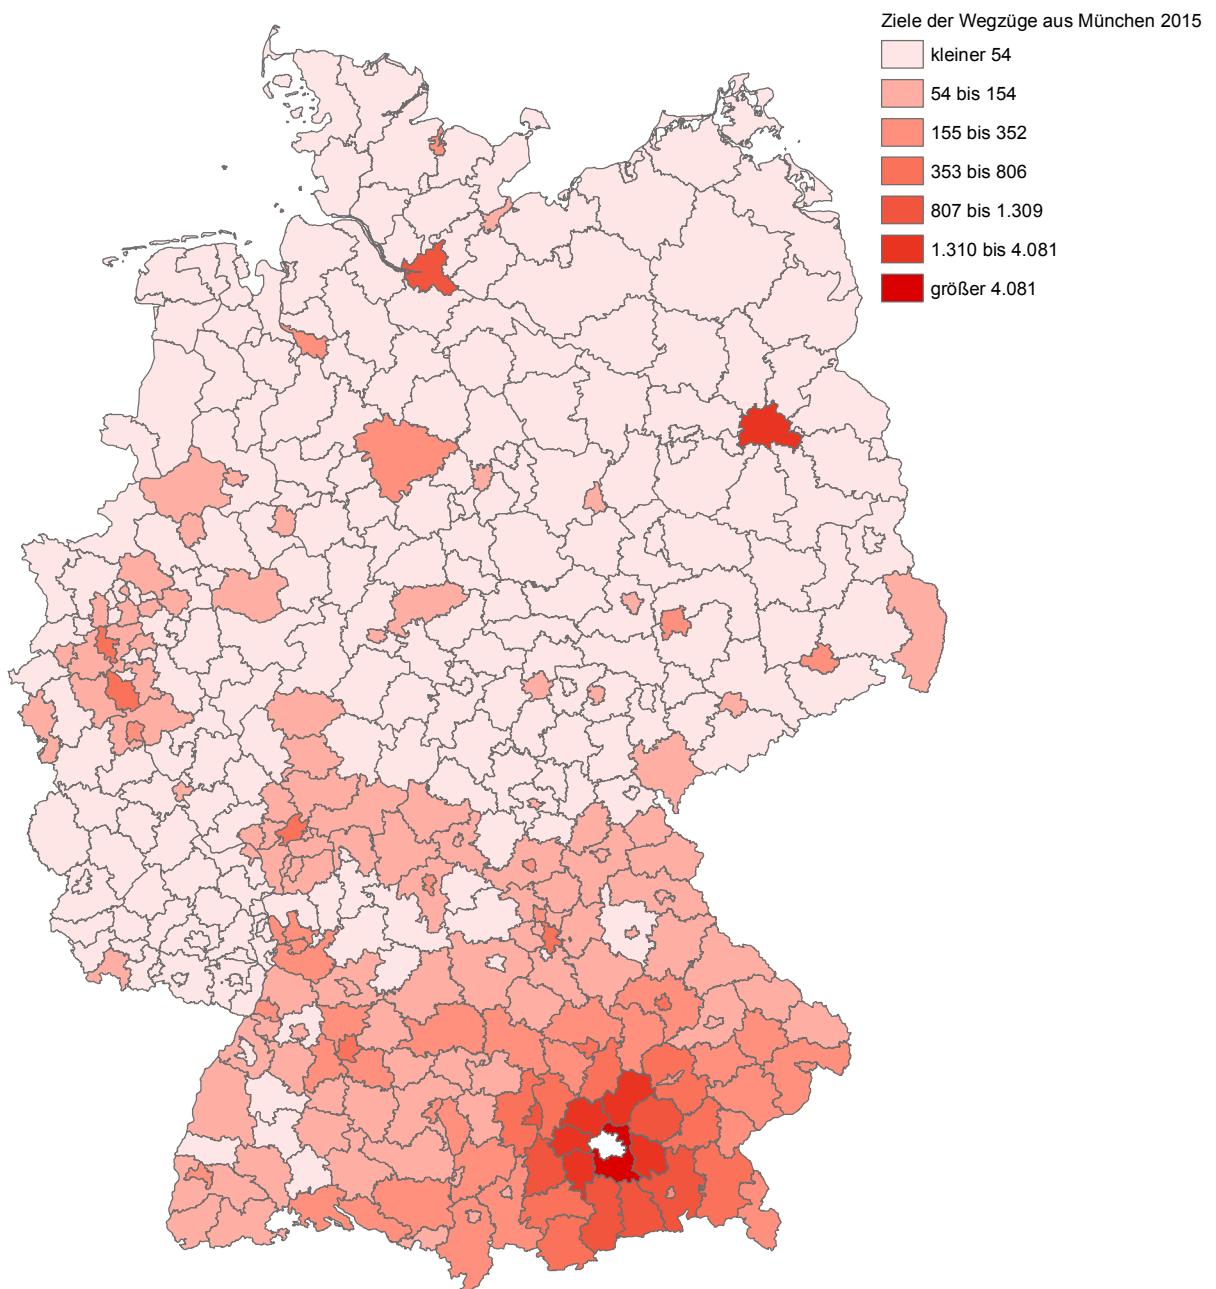 Ziele der Wegzüge aus München 2015
kleiner 54
54 bis 154
155 bis 352
353 bis 806
807 bis 1.309
1.310 bis 4.081
größer 4.081